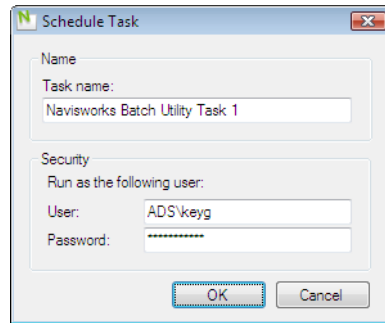 Schedule Task
Name
Task name:
Navisworks Batch Utility Task 1
Security
Run as the following user:
User: ADS\keyg
Password: ***********
OK Cancel